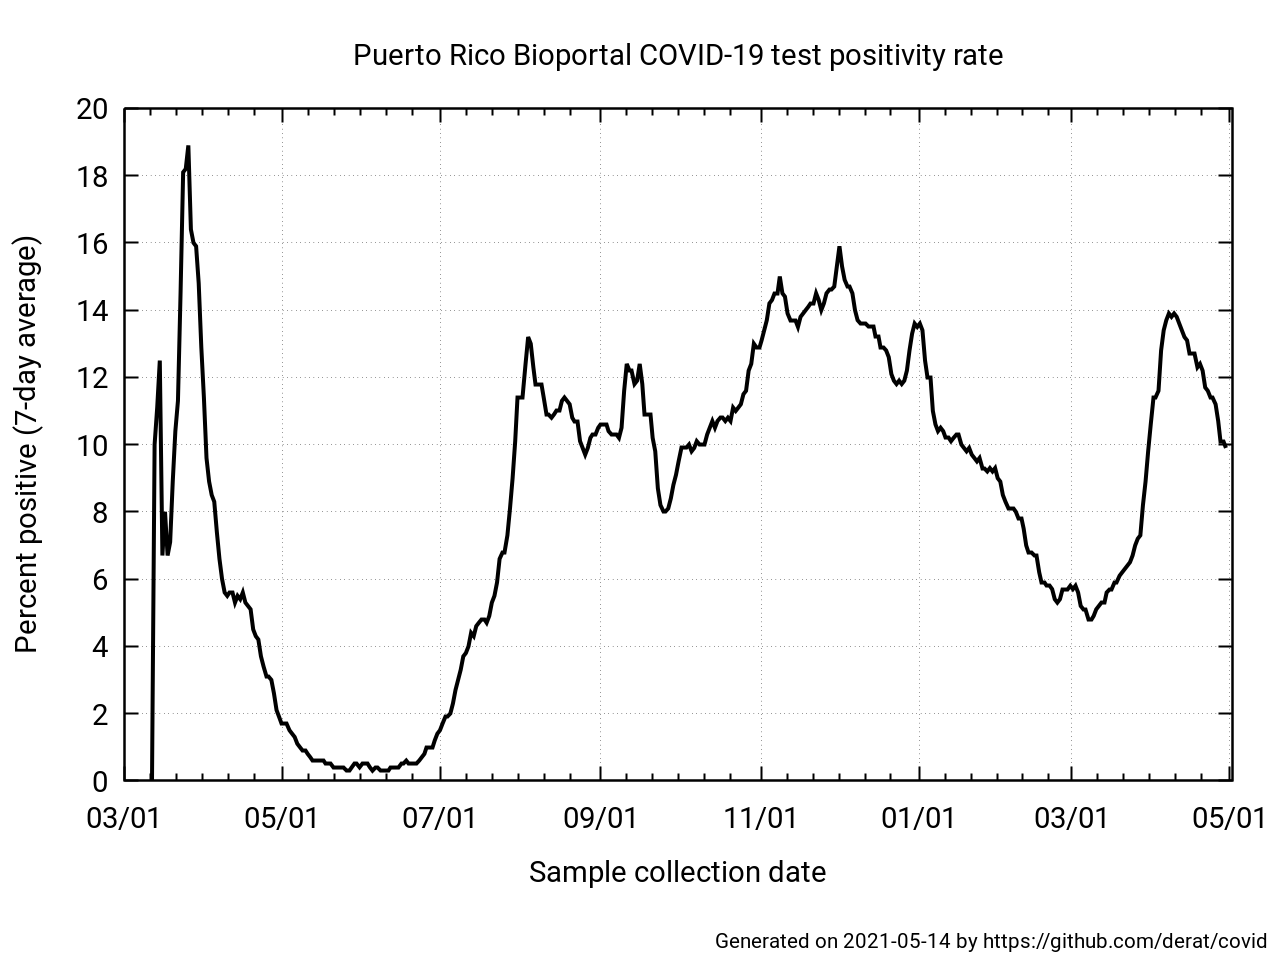 Puerto Rico Bioportal COVID-19 test positivity rate
Percent positive (7-day average)
20
18
16
14
12
10
8
6
4
2
0
03/01 05/01 07/01 09/01 11/01 01/01 03/01 05/01
Sample collection date
Generated on 2021-05-14 by https://github.com/derat/covid